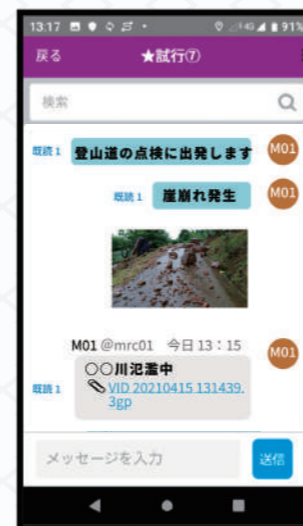 13:17 4G 91%
戻る ★試行⑦
検索
既読 1 登山道の点検に出発します M01
既読 1 崖崩れ発生 M01
M01 @mrc01 今日 13：15
M01
〇〇川氾濫中
既読 1 VID 20210415 131439.
3gp
メッセージを入力 送信